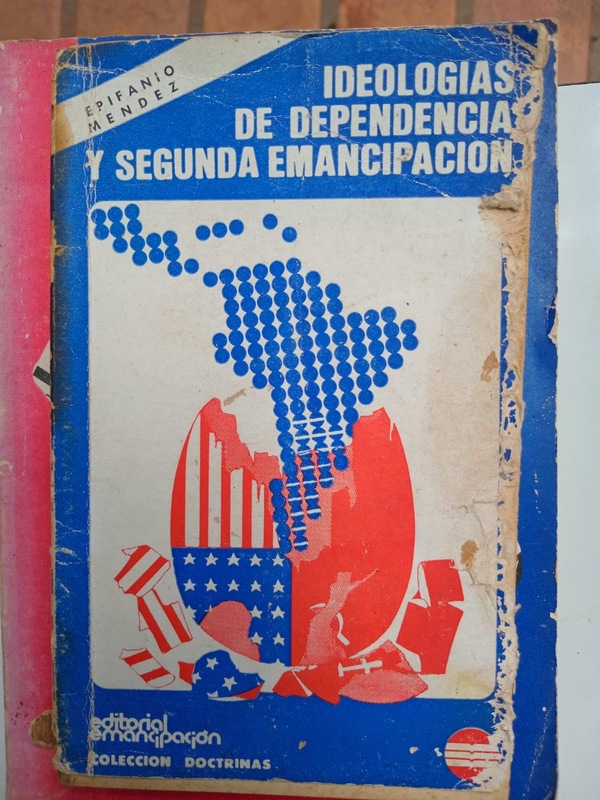 EPIFANIO
MENDEZ
IDEOLOGIAS
DE DEPENDENCIA
Y SEGUNDA EMANCIPACION
editorial
emancipación
COLECCION DOCTRINAS